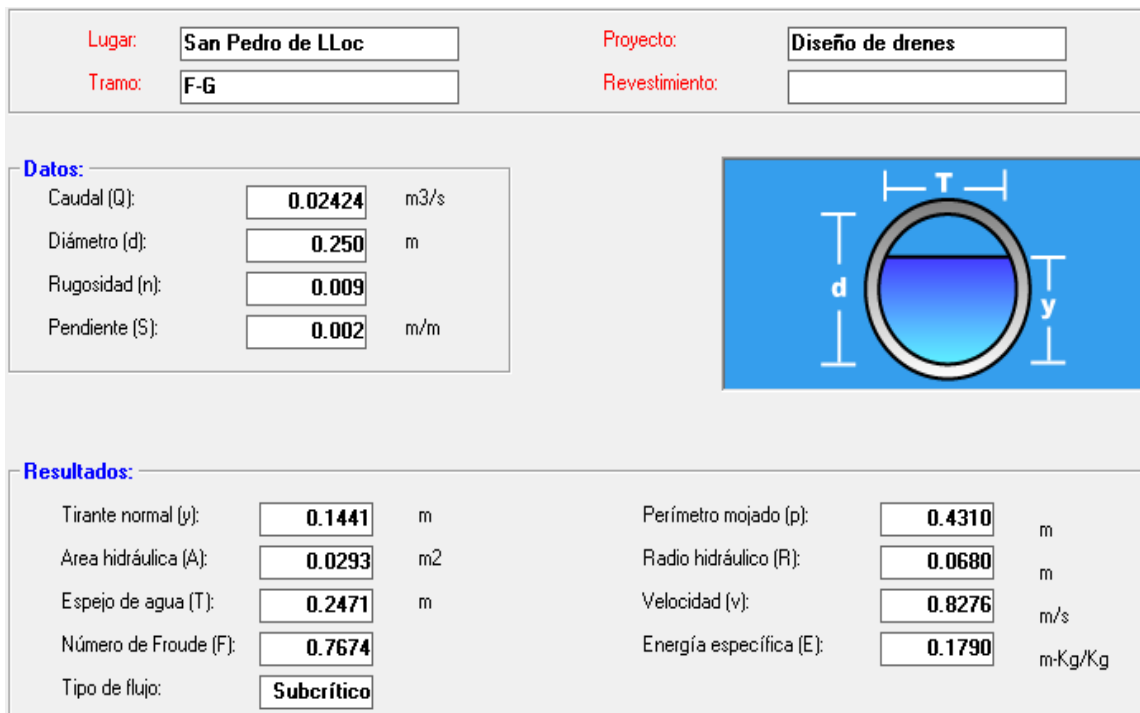 Lugar: San Pedro de LLoc Proyecto: Diseño de drenes
Tramo: F-G Revestimiento:
Datos:
Caudal (Q): 0.02424 m3/s
Diámetro (d): 0.250 m
Rugosidad (n): 0.009
Pendiente (S): 0.002 m/m
T
d
y
Resultados:
Tirante normal (y): 0.1441 m Perímetro mojado (p): 0.4310 m
Area hidráulica (A): 0.0293 m2 Radio hidráulico (R): 0.0680 m
Espejo de agua (T): 0.2471 m Velocidad (v): 0.8276 m/s
Número de Froude (F): 0.7674 Energía específica (E): 0.1790 m-Kg/Kg
Tipo de flujo: Subcrítico